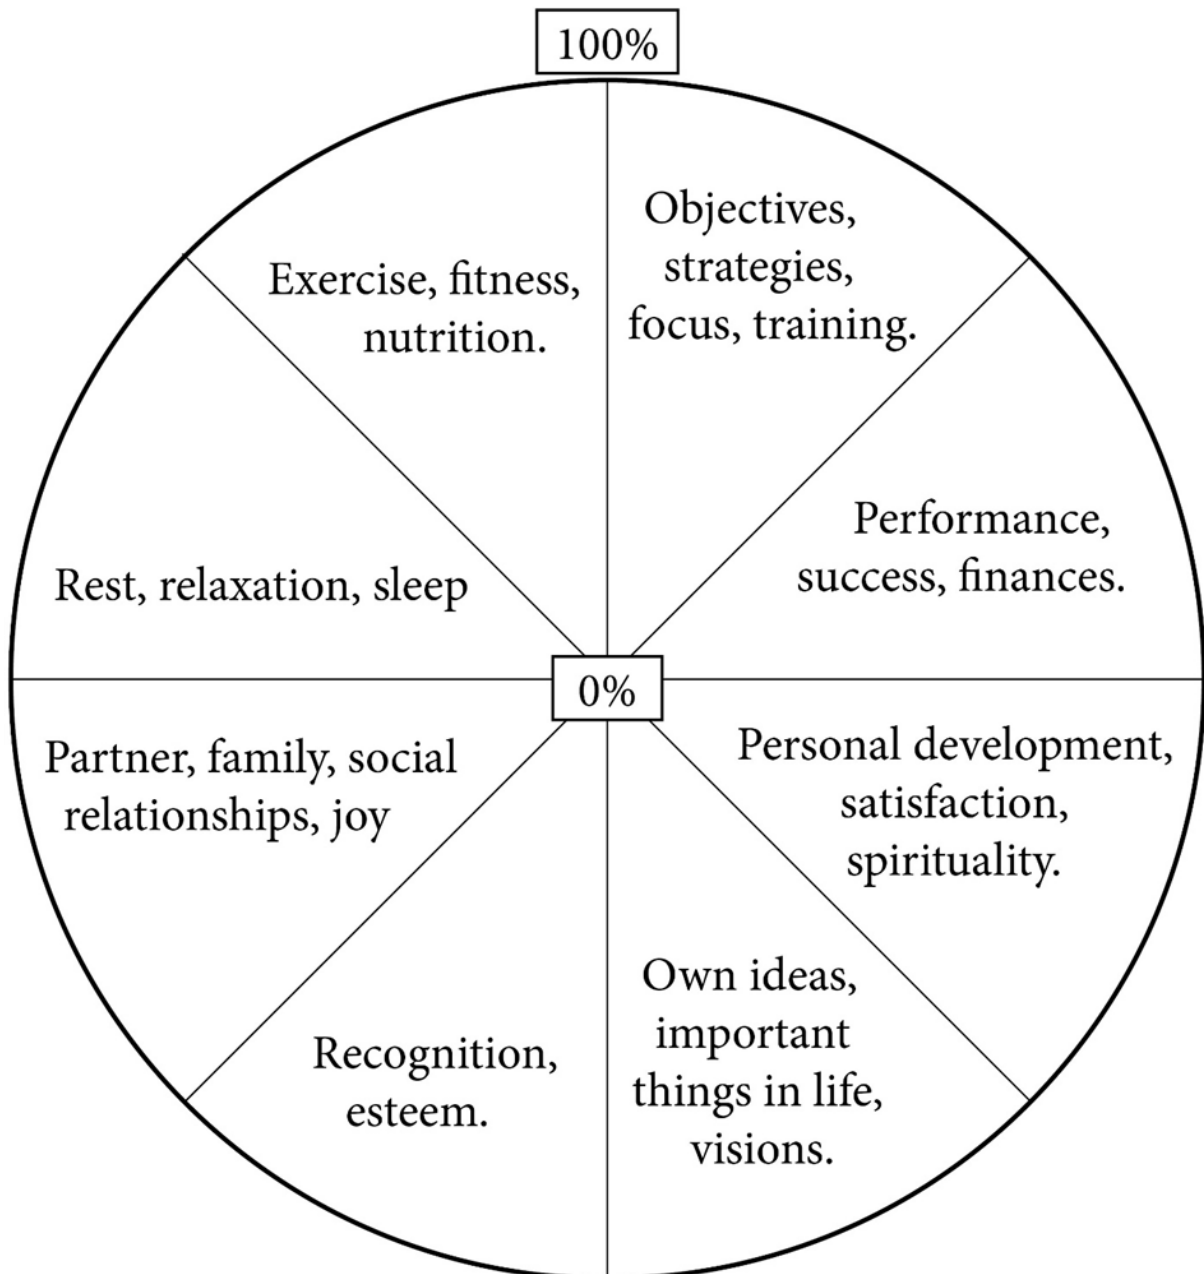 100%
Objectives,
strategies,
focus, training.
Performance,
success, finances.
Personal development,
satisfaction,
spirituality.
Own ideas,
important
things in life,
visions.
Recognition,
esteem.
Partner, family, social
relationships, joy
Rest, relaxation, sleep
Exercise, fitness,
nutrition.
0%